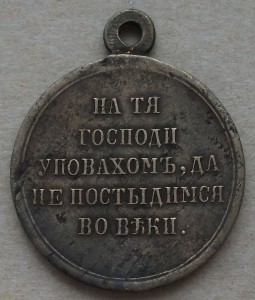 НА ТЯ
ГОСПОДИ
УПОВАХОМЪ, ДА
НЕ ПОСТЫДИМСЯ
ВО ВѢКИ.